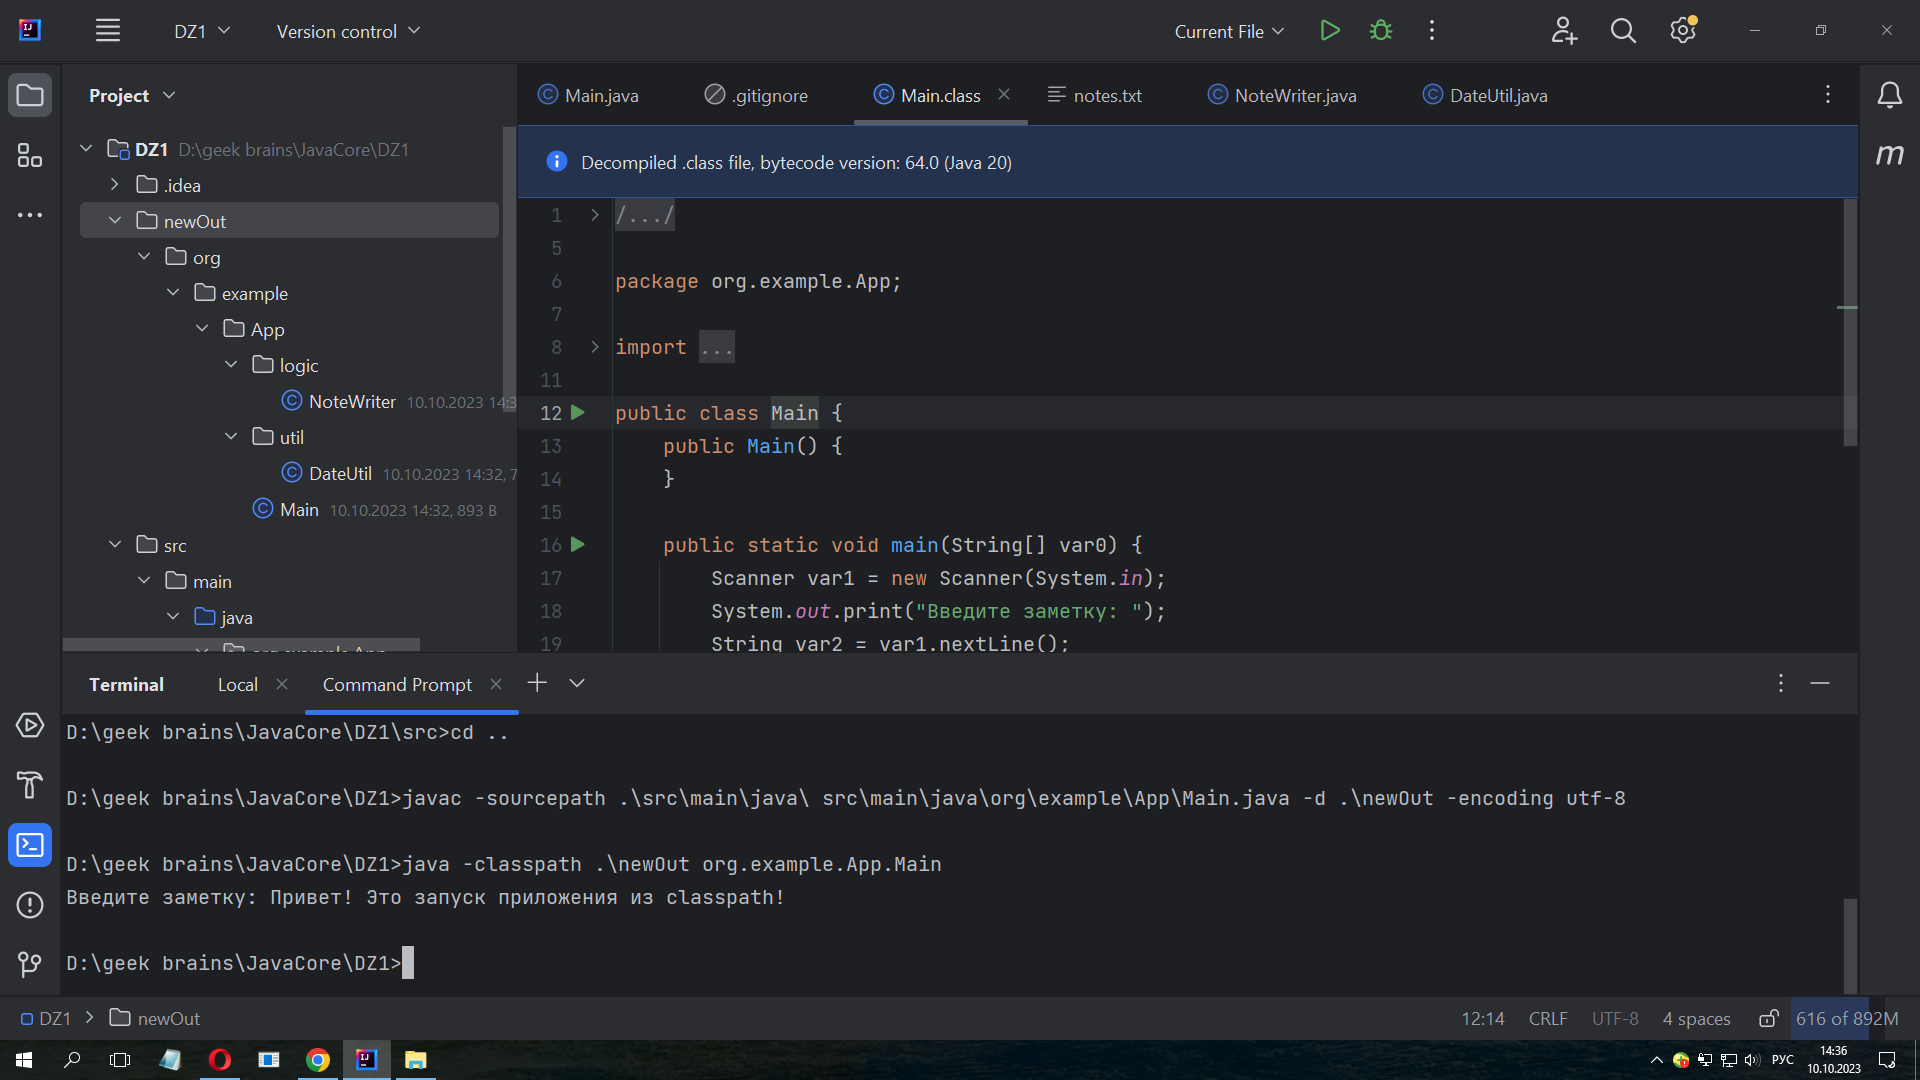 DZ1
Version control
Current File
Project
Main.java
.gitignore
Main.class
notes.txt
NoteWriter.java
DateUtil.java
m
DZ1 D:\geek brains\JavaCore\DZ1
.idea
newOut
org
example
App
logic
NoteWriter 10.10.2023 14:3
util
DateUtil 10.10.2023 14:32, 7
Main 10.10.2023 14:32, 893 B
src
main
java
org.example.App
Decompiled .class file, bytecode version: 64.0 (Java 20)
1 /.../
5
6 package org.example.App;
7
8 import ...
11
12 public class Main {
13 public Main() {
14 }
15
16 public static void main(String[] var0) {
17 Scanner var1 = new Scanner(System.in);
18 System.out.print("Введите заметку: ");
19 String var2 = var1.nextLine();
Terminal
Local
Command Prompt
D:\geek brains\JavaCore\DZ1\src>cd ..
D:\geek brains\JavaCore\DZ1>javac -sourcepath .\src\main\java\ src\main\java\org\example\App\Main.java -d .\newOut -encoding utf-8
D:\geek brains\JavaCore\DZ1>java -classpath .\newOut org.example.App.Main
Введите заметку: Привет! Это запуск приложения из classpath!
D:\geek brains\JavaCore\DZ1>
DZ1
newOut
12:14
CRLF
UTF-8
4 spaces
616 of 892M
РУС
14:36
10.10.2023